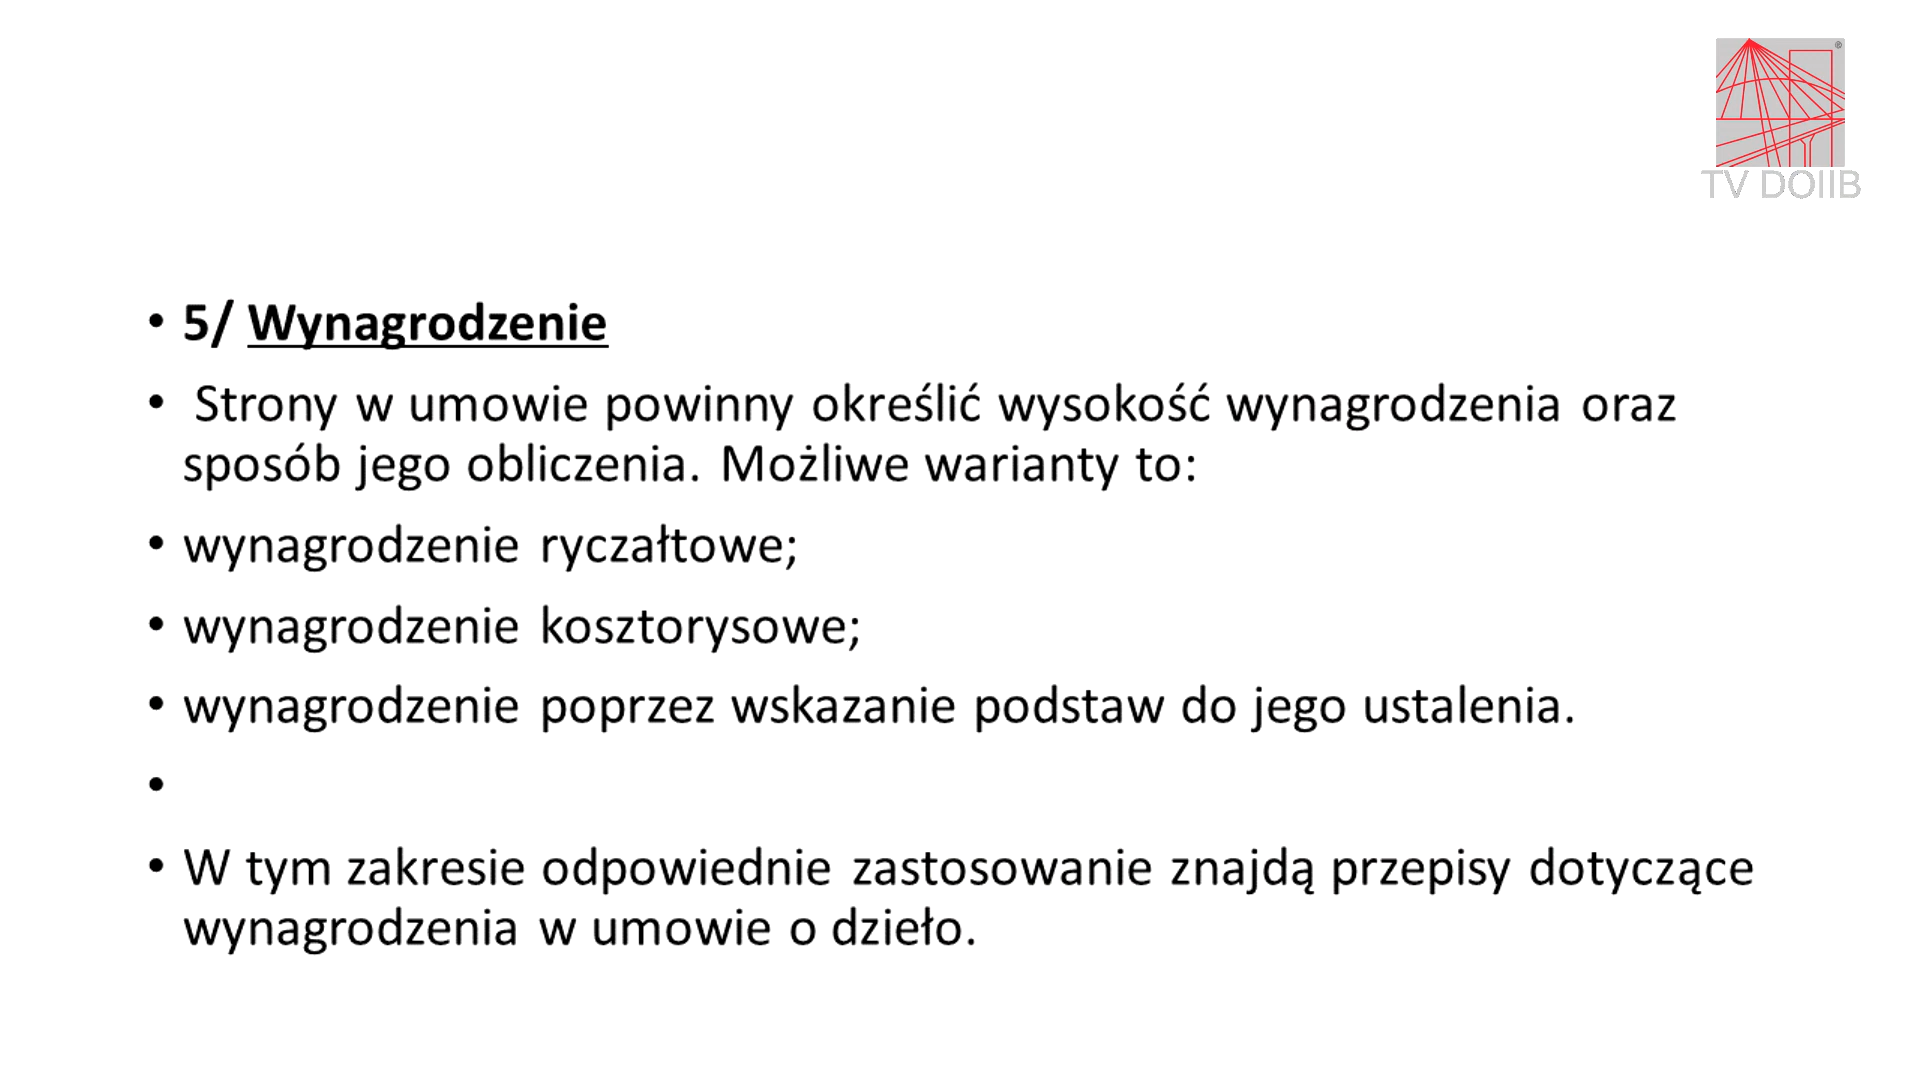 TV DOIIB
• 5/ Wynagrodzenie
• Strony w umowie powinny określić wysokość wynagrodzenia oraz
sposób jego obliczenia. Możliwe warianty to:
• wynagrodzenie ryczałtowe;
• wynagrodzenie kosztorysowe;
• wynagrodzenie poprzez wskazanie podstaw do jego ustalenia.
•
• W tym zakresie odpowiednie zastosowanie znajdą przepisy dotyczące
wynagrodzenia w umowie o dzieło.